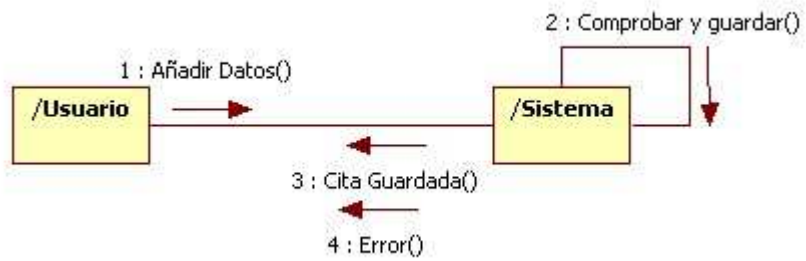 2 : Comprobar y guardar()
1 : Añadir Datos()
/Usuario
/Sistema
3 : Cita Guardada()
4 : Error()